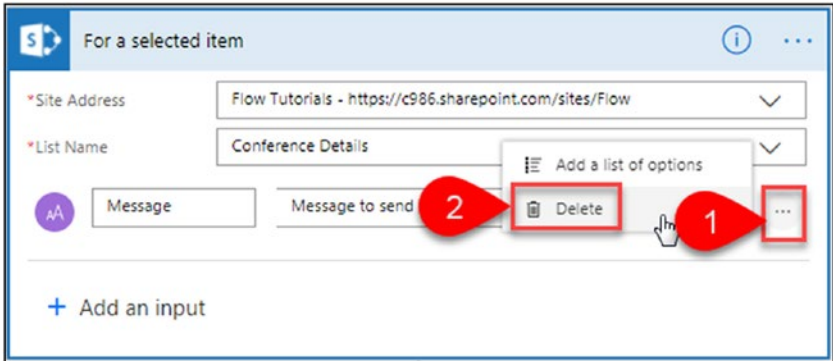 S For a selected item i ...
*Site Address Flow Tutorials - https://c986.sharepoint.com/sites/Flow
*List Name Conference Details
Add a list of options
AA Message Message to send 2 Delete 1 ...
+ Add an input